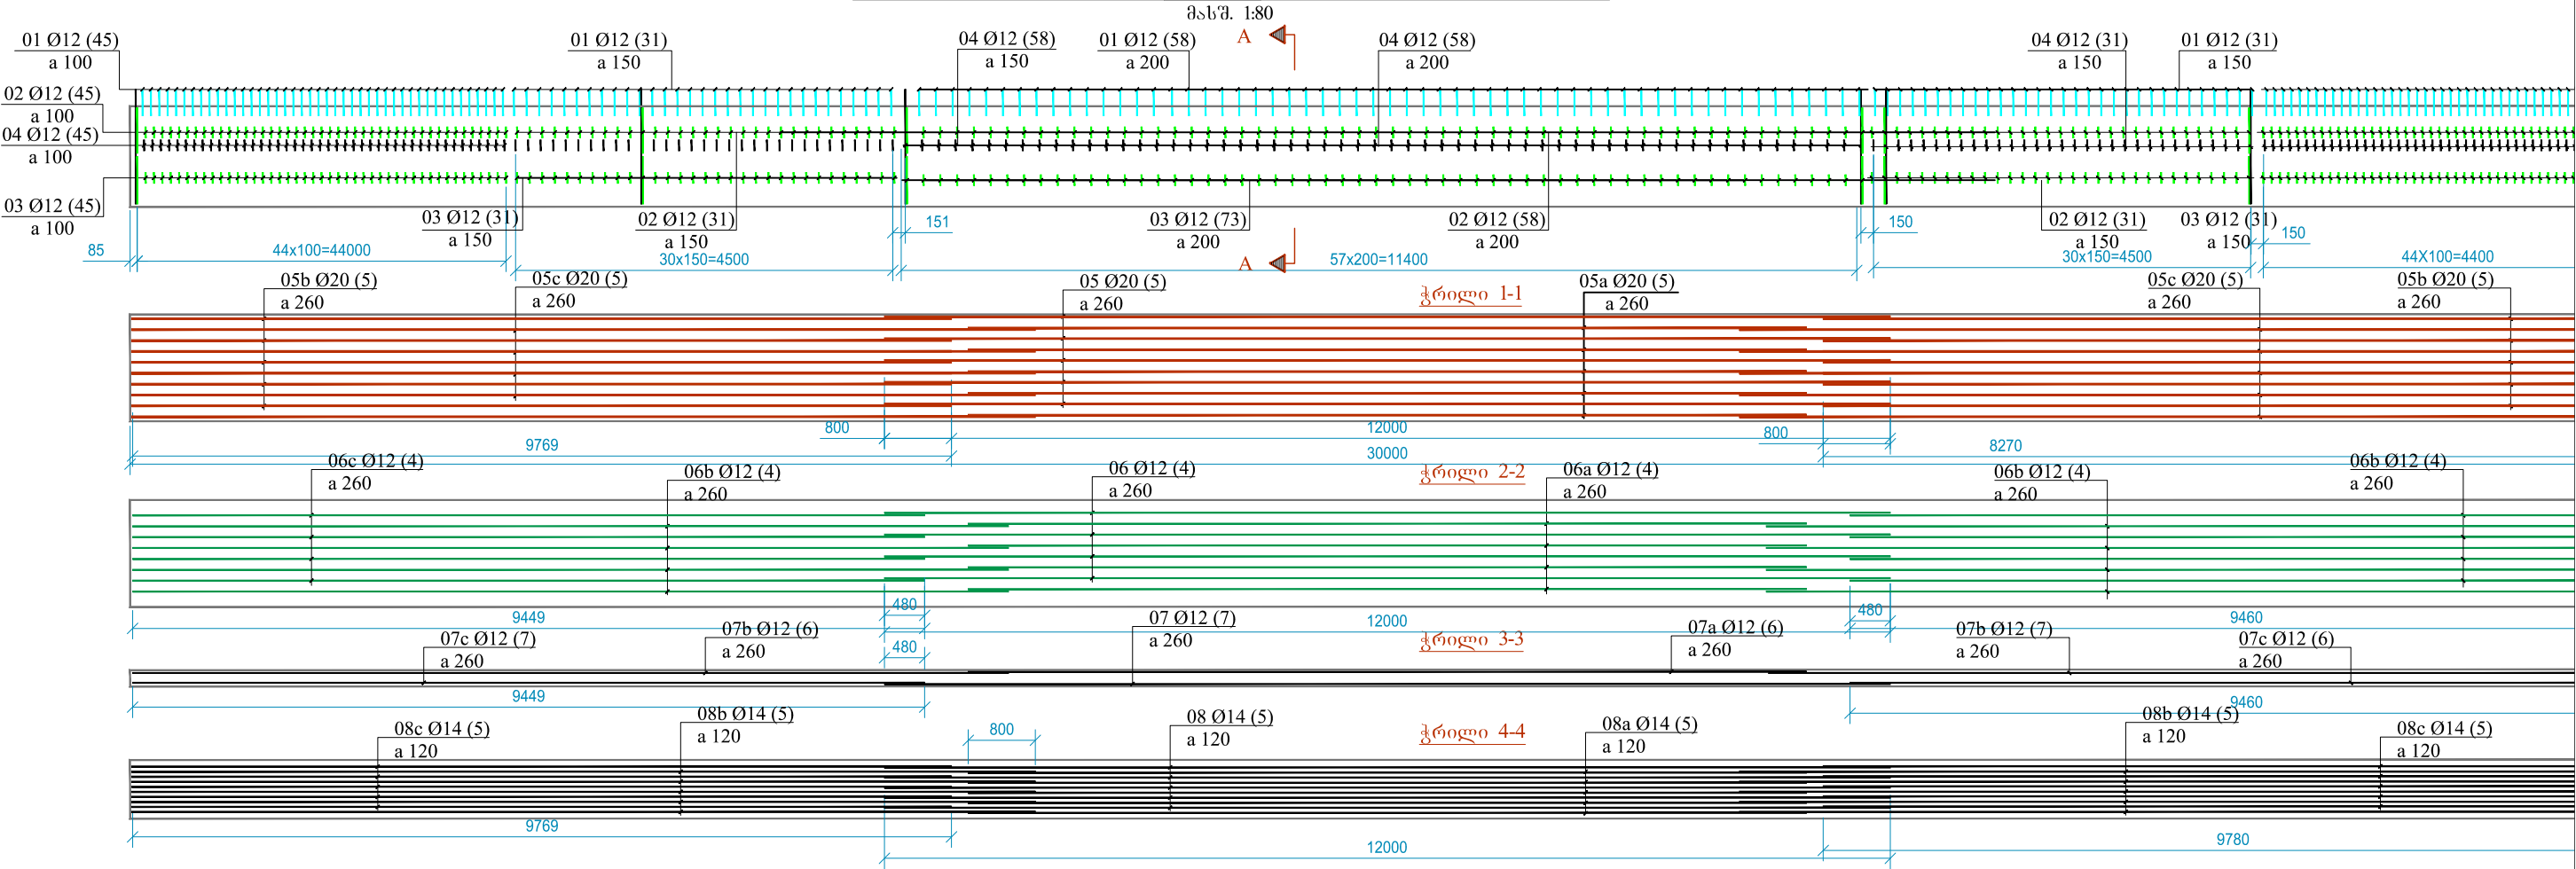 მასშ. 1:80
01 Ø12 (45)
a 100
01 Ø12 (31)
a 150
04 Ø12 (58)
a 150
01 Ø12 (58)
a 200
A
04 Ø12 (58)
a 200
04 Ø12 (31)
a 150
01 Ø12 (31)
a 150
02 Ø12 (45)
a 100
04 Ø12 (45)
a 100
03 Ø12 (45)
a 100
03 Ø12 (31)
a 150
02 Ø12 (31)
a 150
151
03 Ø12 (73)
a 200
02 Ø12 (58)
a 200
150
02 Ø12 (31)
a 150
03 Ø12 (31)
a 150
150
85
44x100=44000
30x150=4500
A
57x200=11400
30x150=4500
44X100=4400
05b Ø20 (5)
a 260
05c Ø20 (5)
a 260
05 Ø20 (5)
a 260
ჭრილი 1-1
05a Ø20 (5)
a 260
05c Ø20 (5)
a 260
05b Ø20 (5)
a 260
9769
800
12000
30000
800
8270
06c Ø12 (4)
a 260
06b Ø12 (4)
a 260
06 Ø12 (4)
a 260
ჭრილი 2-2
06a Ø12 (4)
a 260
06b Ø12 (4)
a 260
06b Ø12 (4)
a 260
9449
480
12000
480
9460
07c Ø12 (7)
a 260
07b Ø12 (6)
a 260
480
07 Ø12 (7)
a 260
ჭრილი 3-3
07a Ø12 (6)
a 260
07b Ø12 (7)
a 260
07c Ø12 (6)
a 260
9449
9460
08c Ø14 (5)
a 120
08b Ø14 (5)
a 120
800
08 Ø14 (5)
a 120
ჭრილი 4-4
08a Ø14 (5)
a 120
08b Ø14 (5)
a 120
08c Ø14 (5)
a 120
9769
12000
9780